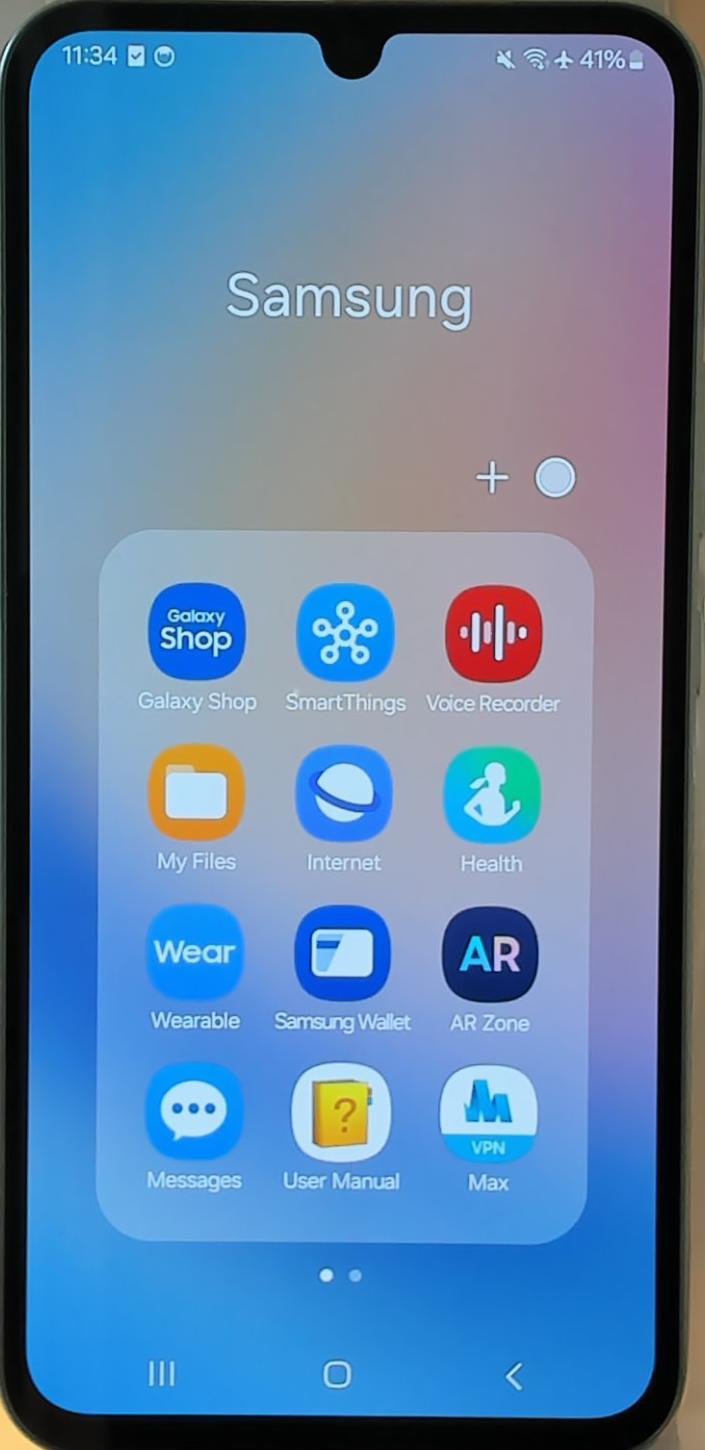 11:34 41%
Samsung
Galaxy
Shop
Galaxy Shop SmartThings Voice Recorder
My Files Internet Health
Wear AR
Wearable Samsung Wallet AR Zone
? VPN
Messages User Manual Max